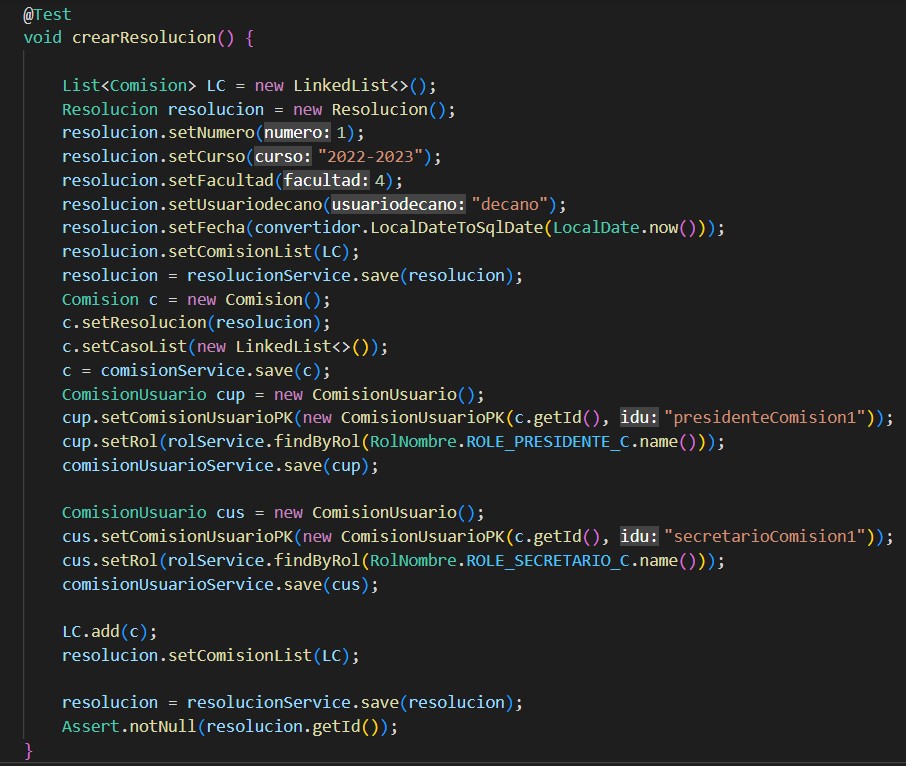 @Test
void crearResolucion() {
List<Comision> LC = new LinkedList<>();
Resolucion resolucion = new Resolucion();
resolucion.setNumero(numero: 1);
resolucion.setCurso(curso: "2022-2023");
resolucion.setFacultad(facultad: 4);
resolucion.setUsuariodecano(usuariodecano: "decano");
resolucion.setFecha(convertidor.LocalDateToSqlDate(LocalDate.now()));
resolucion.setComisionList(LC);
resolucion = resolucionService.save(resolucion);
Comision c = new Comision();
c.setResolucion(resolucion);
c.setCasoList(new LinkedList<>());
c = comisionService.save(c);
ComisionUsuario cup = new ComisionUsuario();
cup.setComisionUsuarioPK(new ComisionUsuarioPK(c.getId(), idu: "presidenteComision1"));
cup.setRol(rolService.findByRol(RolNombre.ROLE_PRESIDENTE_C.name()));
comisionUsuarioService.save(cup);
ComisionUsuario cus = new ComisionUsuario();
cus.setComisionUsuarioPK(new ComisionUsuarioPK(c.getId(), idu: "secretarioComision1"));
cus.setRol(rolService.findByRol(RolNombre.ROLE_SECRETARIO_C.name()));
comisionUsuarioService.save(cus);
LC.add(c);
resolucion.setComisionList(LC);
resolucion = resolucionService.save(resolucion);
Assert.notNull(resolucion.getId());
}